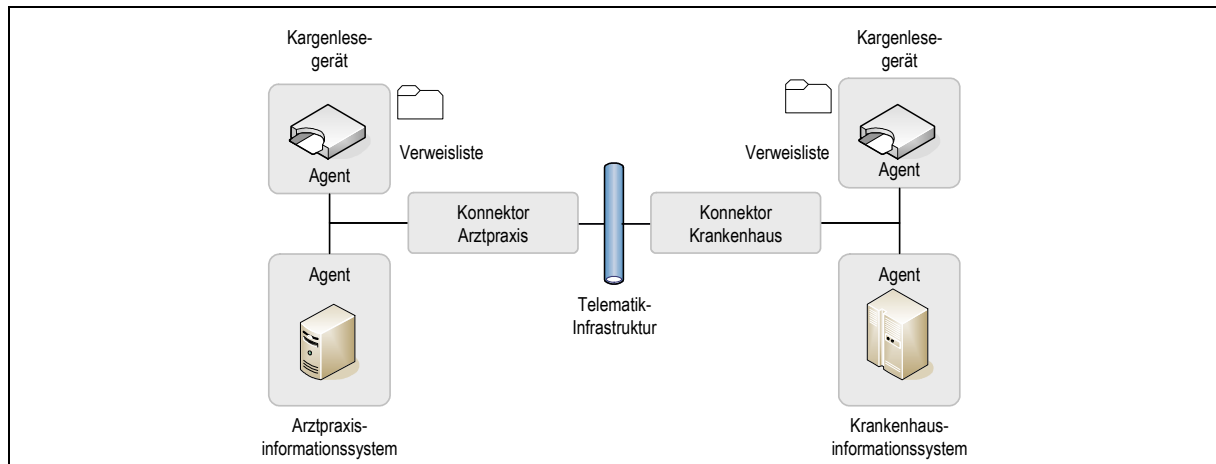 Kargenlese-
gerät
Agent
Verweisliste
Kargenlese-
gerät
Agent
Verweisliste
Konnektor
Arztpraxis
Konnektor
Krankenhaus
Telematik-
Infrastruktur
Agent
Arztpraxis-
informationssystem
Agent
Krankenhaus-
informationssystem